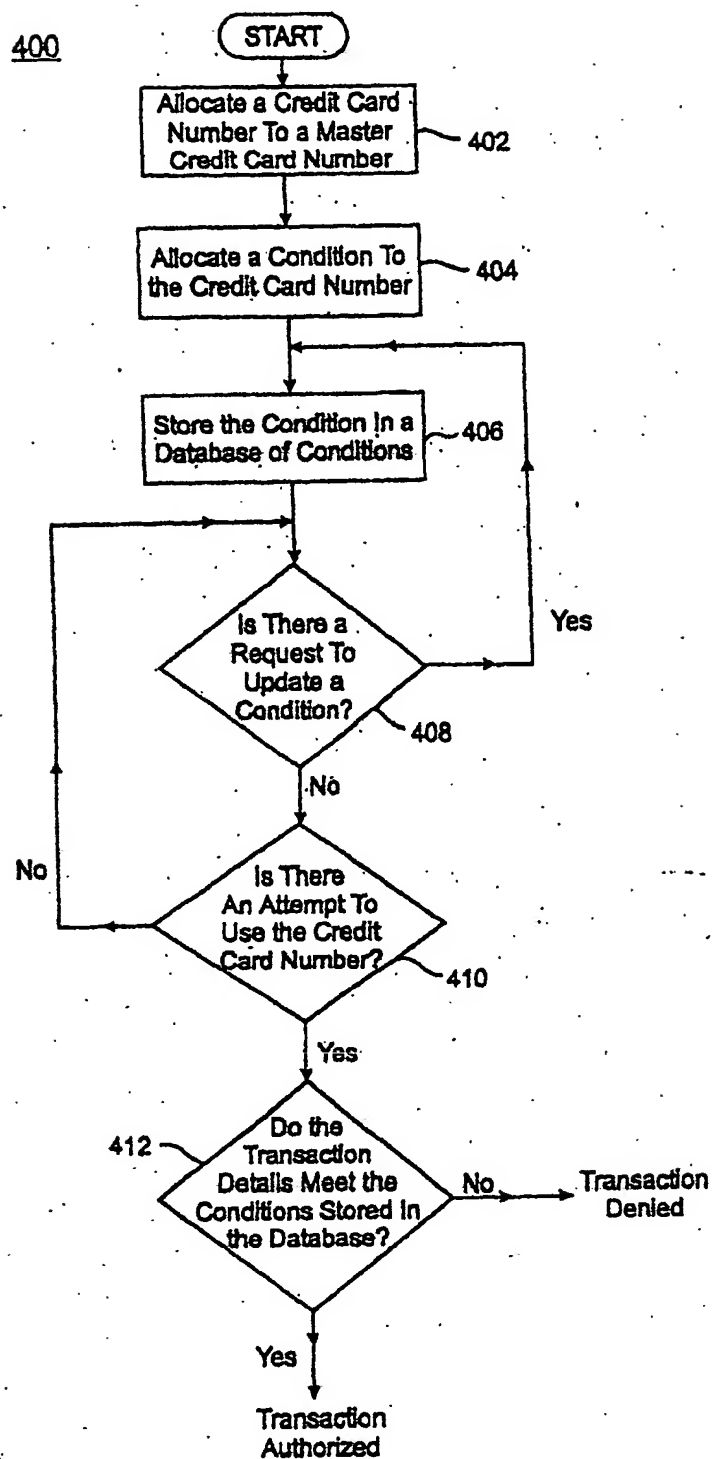 400
START
Allocate a Credit Card
Number To a Master
Credit Card Number
402
Allocate a Condition To
the Credit Card Number
404
Store the Condition In a
Database of Conditions
406
Is There a
Request To
Update a
Condition?
408
Yes
No
Is There
An Attempt To
Use the Credit
Card Number?
410
No
Yes
412
Do the
Transaction
Details Meet the
Conditions Stored In
the Database?
No
Transaction
Denied
Yes
Transaction
Authorized